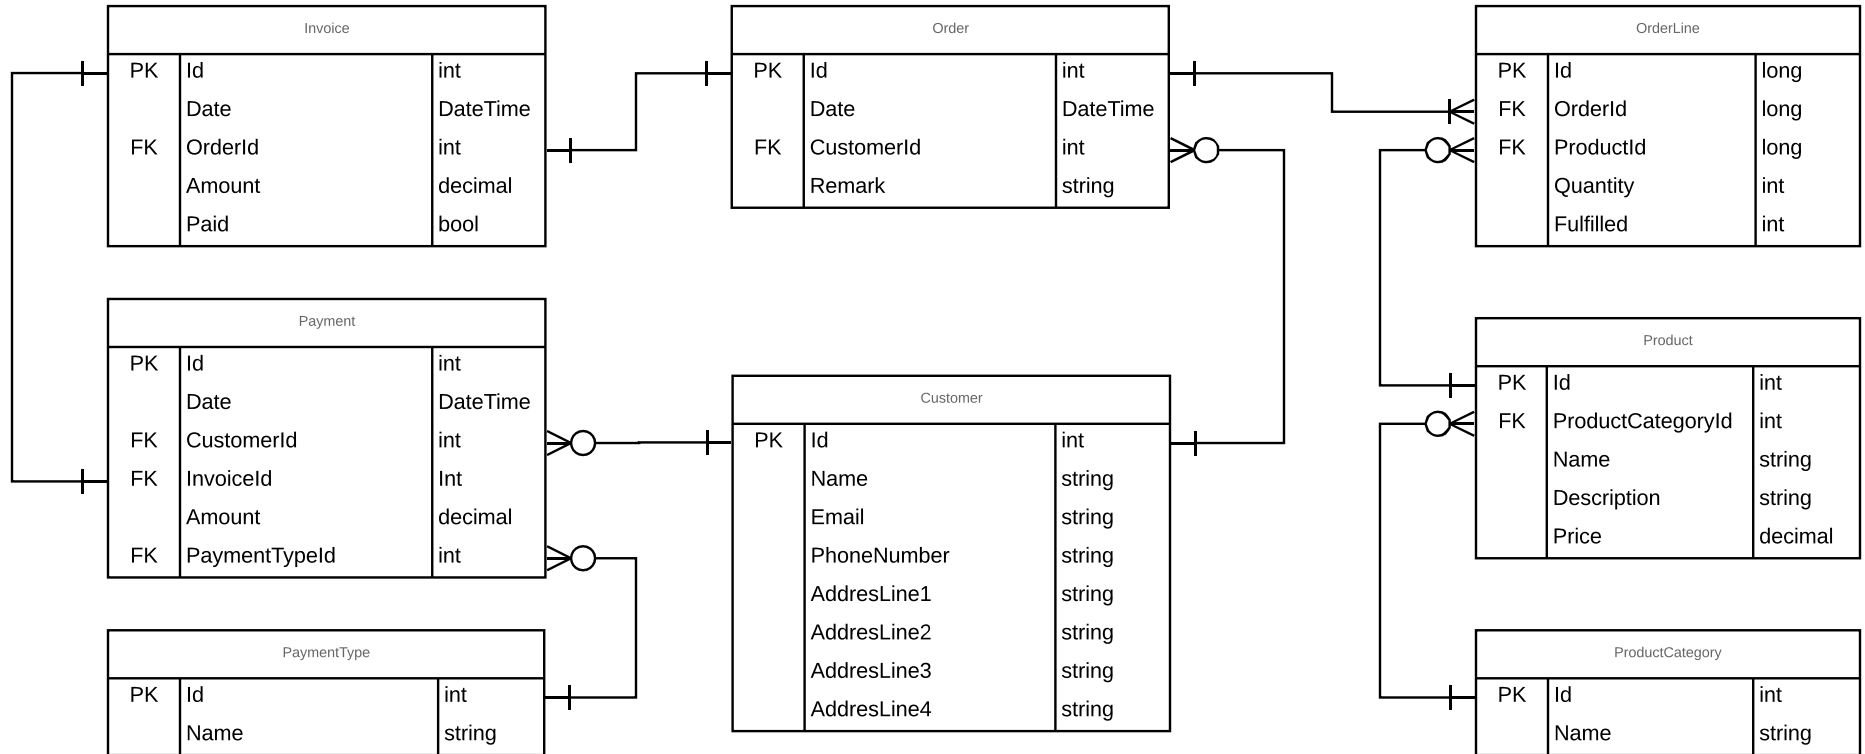 Invoice
PK Id int
Date DateTime
FK OrderId int
Amount decimal
Paid bool
Order
PK Id int
Date DateTime
FK CustomerId int
Remark string
OrderLine
PK Id long
FK OrderId long
FK ProductId long
Quantity int
Fulfilled int
Payment
PK Id int
Date DateTime
FK CustomerId int
FK InvoiceId Int
Amount decimal
FK PaymentTypeId int
Customer
PK Id int
Name string
Email string
PhoneNumber string
AddresLine1 string
AddresLine2 string
AddresLine3 string
AddresLine4 string
Product
PK Id int
FK ProductCategoryId int
Name string
Description string
Price decimal
PaymentType
PK Id int
Name string
ProductCategory
PK Id int
Name string